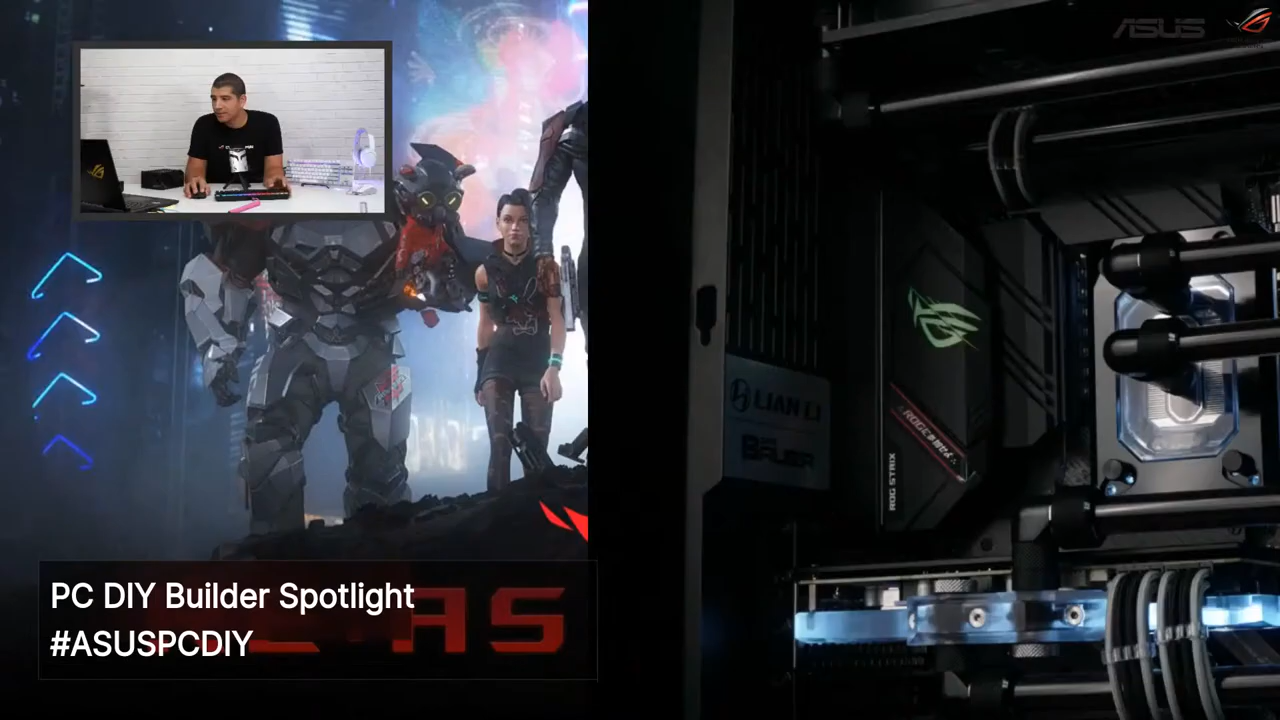 ASUS
LIAN LI
ROG STRIX
PC DIY Builder Spotlight
#ASUSPCDIY